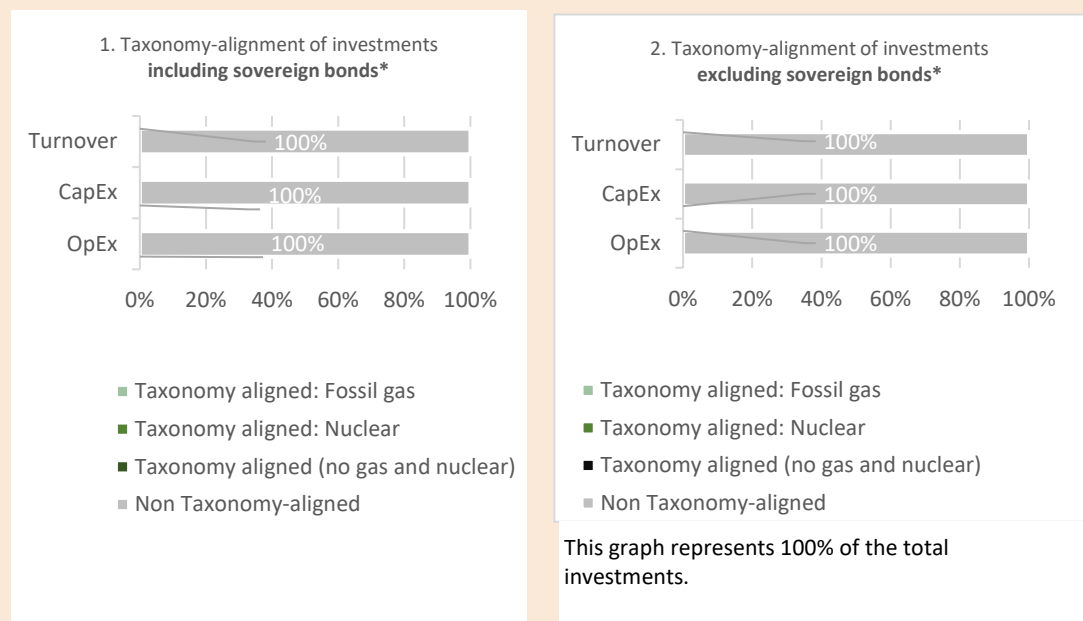 1. Taxonomy-alignment of investments
including sovereign bonds*
Turnover
100%
CapEx
100%
OpEx
100%
0% 20% 40% 60% 80% 100%
Taxonomy aligned: Fossil gas
Taxonomy aligned: Nuclear
Taxonomy aligned (no gas and nuclear)
Non Taxonomy-aligned
2. Taxonomy-alignment of investments
excluding sovereign bonds*
Turnover
100%
CapEx
100%
OpEx
100%
0% 20% 40% 60% 80% 100%
Taxonomy aligned: Fossil gas
Taxonomy aligned: Nuclear
Taxonomy aligned (no gas and nuclear)
Non Taxonomy-aligned
This graph represents 100% of the total
investments.